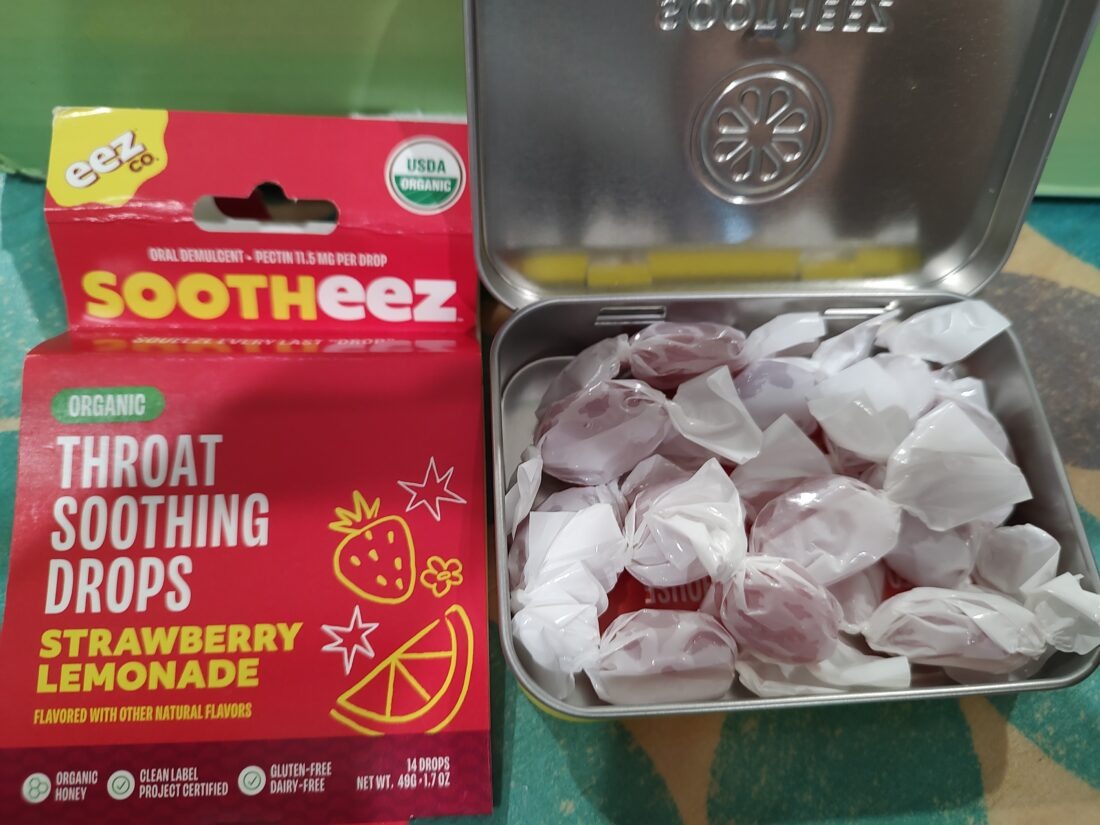 eez
CO.
USDA
ORGANIC
ORAL DEMULCENT • PECTIN 11.5 MG PER DROP
SOOTHeez
ORGANIC
THROAT
SOOTHING
DROPS
STRAWBERRY
LEMONADE
FLAVORED WITH OTHER NATURAL FLAVORS
ORGANIC
HONEY
CLEAN LABEL
PROJECT CERTIFIED
GLUTEN-FREE
DAIRY-FREE
14 DROPS
NET WT. 49G • 1.7 OZ
SOOTHEEZ